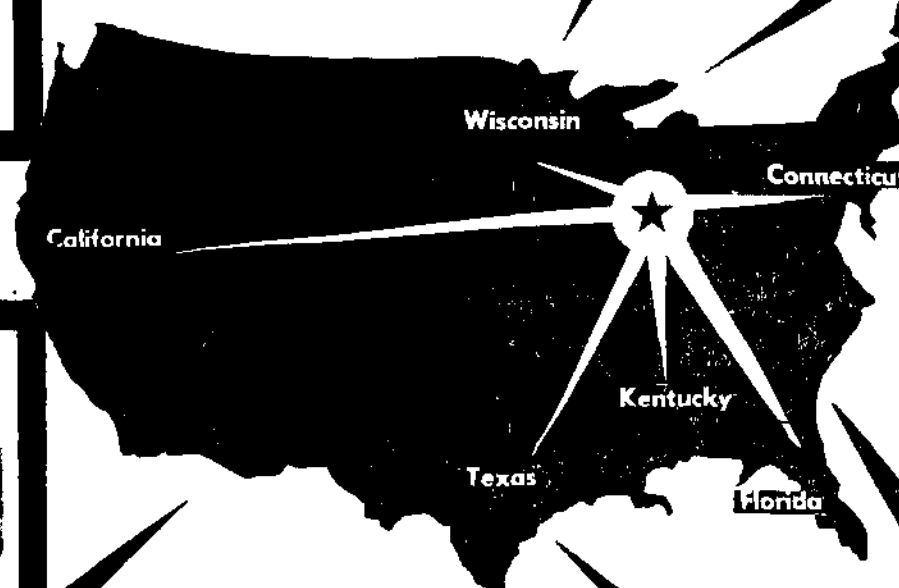 Wisconsin
Connecticu
California
Kentucky
Texas
Florida